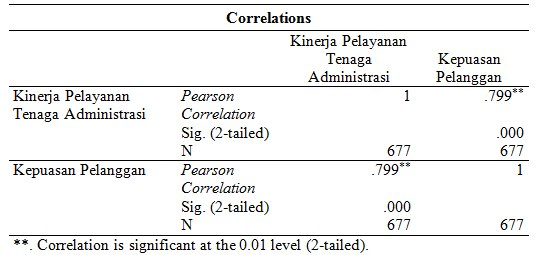 Correlations
Kinerja Pelayanan Tenaga Administrasi Kepuasan Pelanggan
Kinerja Pelayanan Tenaga Administrasi Pearson Correlation 1 .799**
Sig. (2-tailed) .000
N 677 677
Kepuasan Pelanggan Pearson Correlation .799** 1
Sig. (2-tailed) .000
N 677 677
**. Correlation is significant at the 0.01 level (2-tailed).